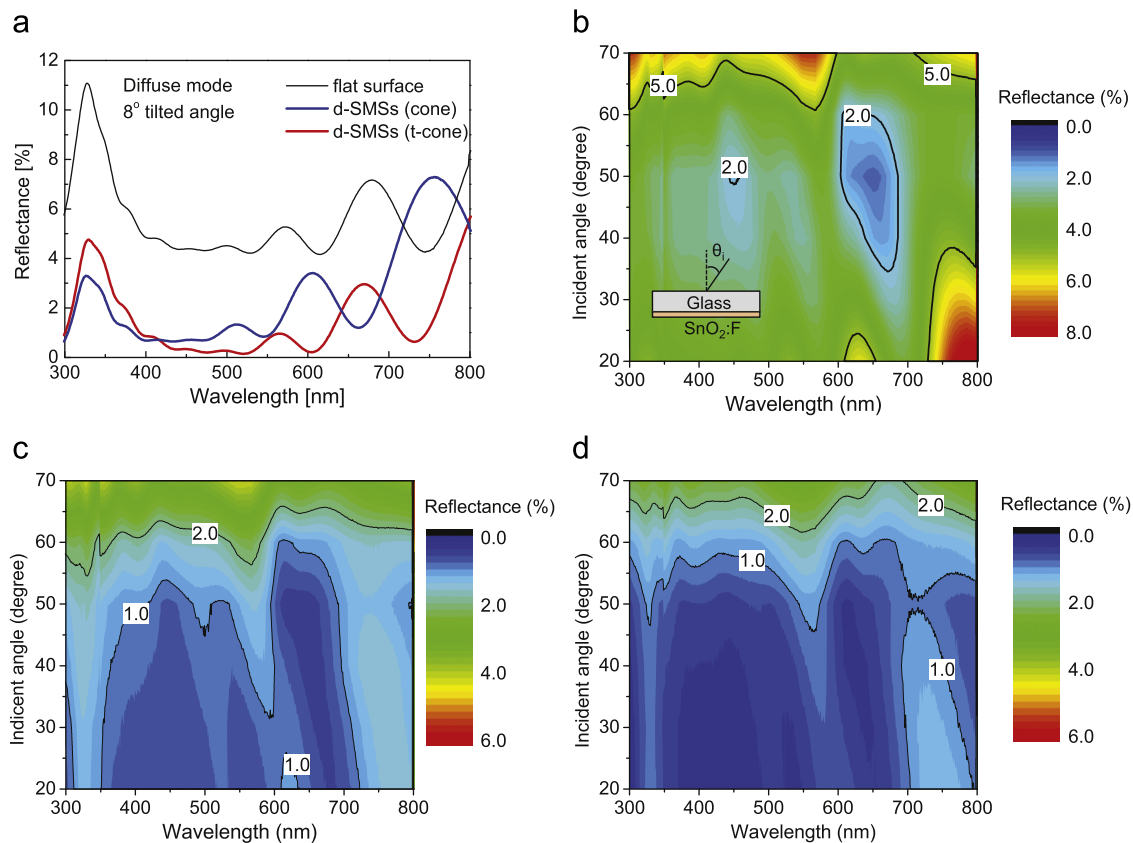 a
12
10
8
6
4
2
0
Reflectance [%]
Diffuse mode
8° tilted angle
flat surface
d-SMSs (cone)
d-SMSs (t-cone)
300 400 500 600 700 800
Wavelength [nm]
b
70
60
50
40
30
20
Incident angle (degree)
5.0
5.0
2.0
2.0
θi
Glass
SnO2:F
300 400 500 600 700 800
Wavelength (nm)
Reflectance (%)
0.0
2.0
4.0
6.0
8.0
c
70
60
50
40
30
20
Indicent angle (degree)
2.0
1.0
1.0
300 400 500 600 700 800
Wavelength (nm)
Reflectance (%)
0.0
2.0
4.0
6.0
d
70
60
50
40
30
20
Incident angle (degree)
2.0
2.0
1.0
1.0
300 400 500 600 700 800
Wavelength (nm)
Reflectance (%)
0.0
2.0
4.0
6.0